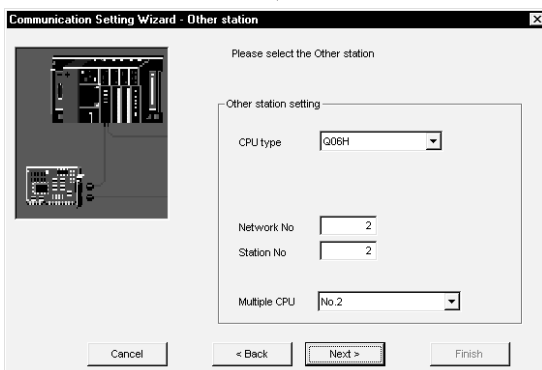 Communication Setting Wizard - Other station
Please select the Other station
Other station setting
CPU type Q06H
Network No 2
Station No 2
Multiple CPU No.2
Cancel < Back Next > Finish